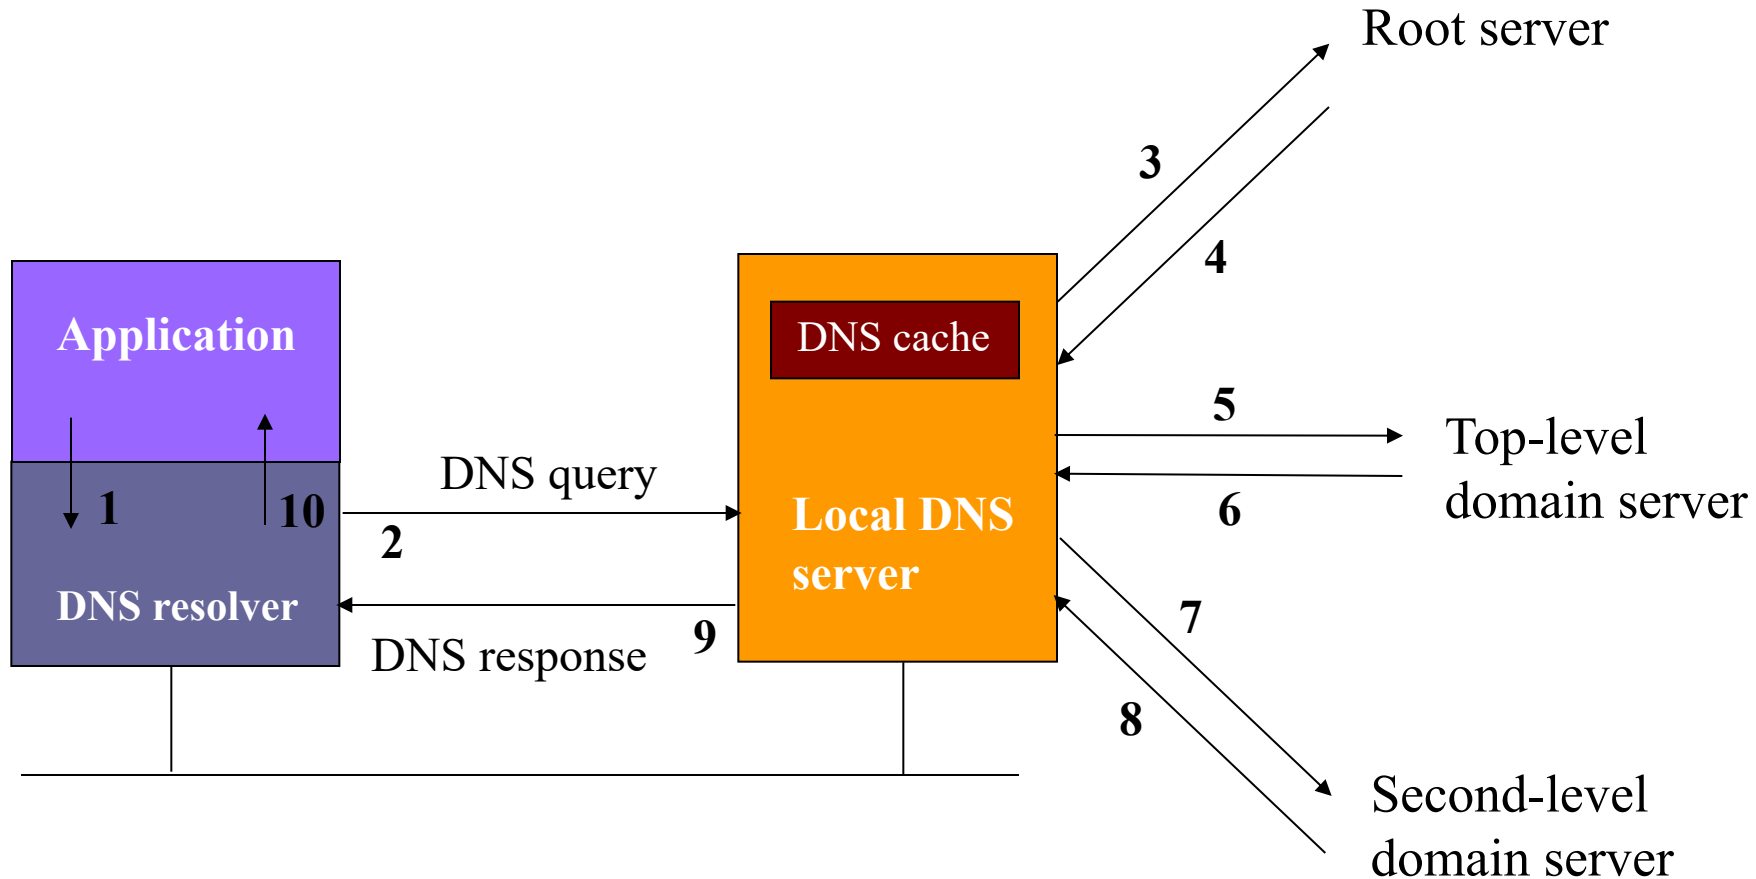 Root server
3
4
Application
DNS cache
5
Top-level
domain server
DNS query
1
10
2
Local DNS
server
6
DNS resolver
7
9
DNS response
8
Second-level
domain server